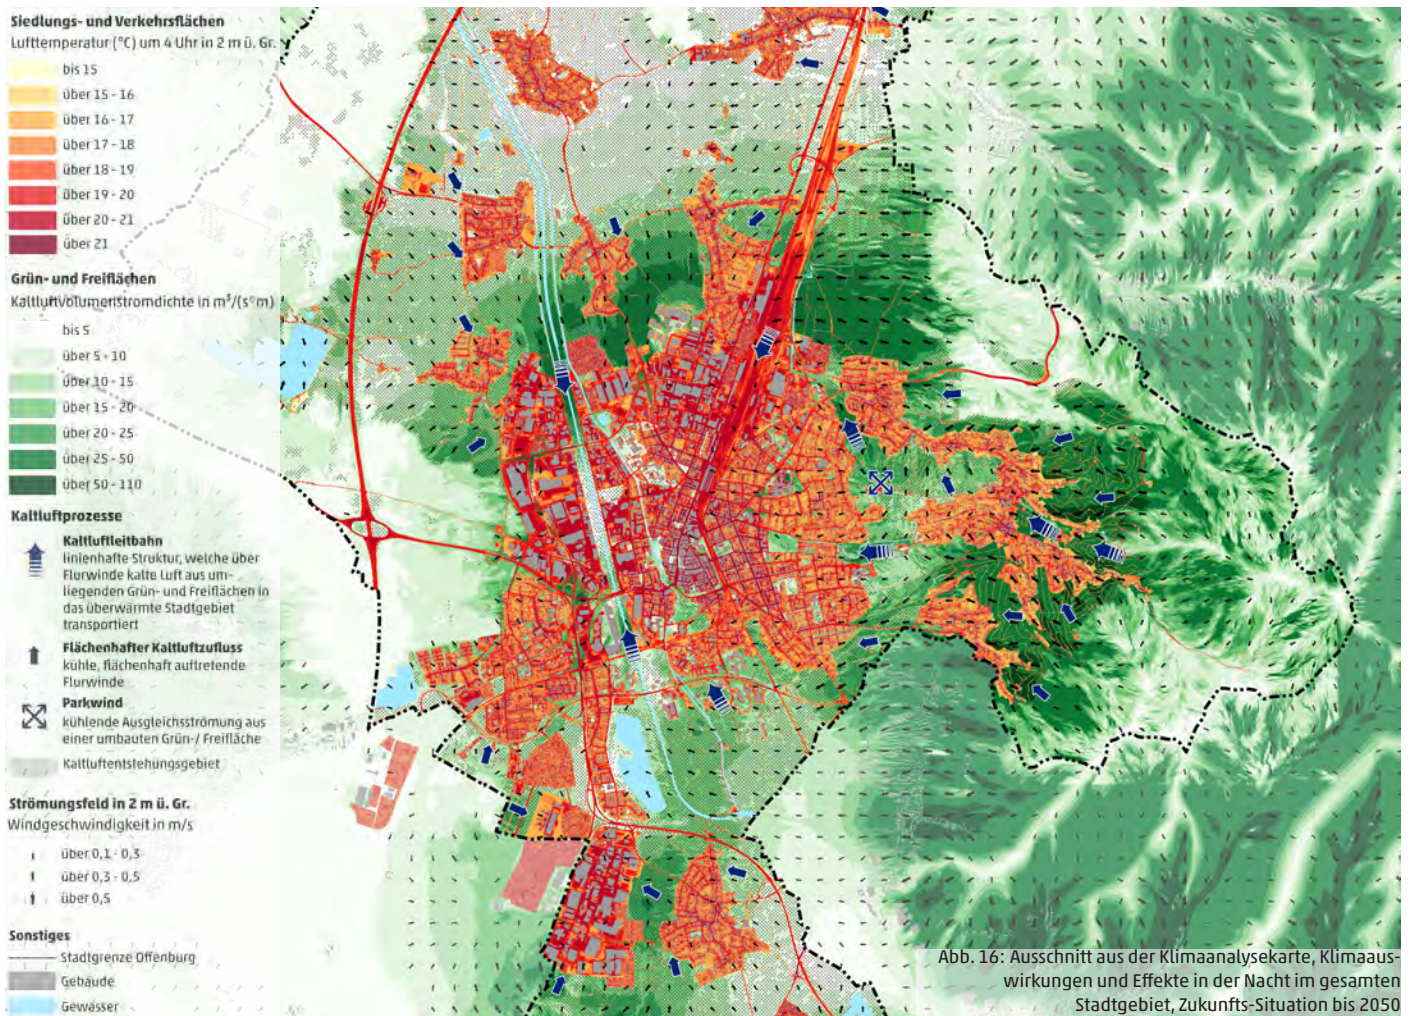 Siedlungs- und Verkehrsflächen
Lufttemperatur (°C) um 4 Uhr in 2 m ü. Gr.
bis 15
über 15 - 16
über 16 - 17
über 17 - 18
über 18 - 19
über 19 - 20
über 20 - 21
über 21
Grün- und Freiflächen
Kaltluftvolumenstromdichte in m³/(s*m)
bis 5
über 5 - 10
über 10 - 15
über 15 - 20
über 20 - 25
über 25 - 50
über 50 - 110
Kaltluftprozesse
Kaltluftleitbahn
linienhafte Struktur, welche über
Flurwinde kalte Luft aus um-
liegenden Grün- und Freiflächen in
das überwärmte Stadtgebiet
transportiert
Flächenhafter Kaltluftzufluss
kühle, flächenhaft auftretende
Flurwinde
Parkwind
kühlende Ausgleichsströmung aus
einer umbauten Grün-/ Freifläche
Kaltluftentstehungsgebiet
Strömungsfeld in 2 m ü. Gr.
Windgeschwindigkeit in m/s
über 0,1 - 0,3
über 0,3 - 0,5
über 0,5
Sonstiges
Stadtgrenze Offenburg
Gebäude
Gewässer
Abb. 16: Ausschnitt aus der Klimaanalysekarte, Klimaaus-
wirkungen und Effekte in der Nacht im gesamten
Stadtgebiet, Zukunfts-Situation bis 2050